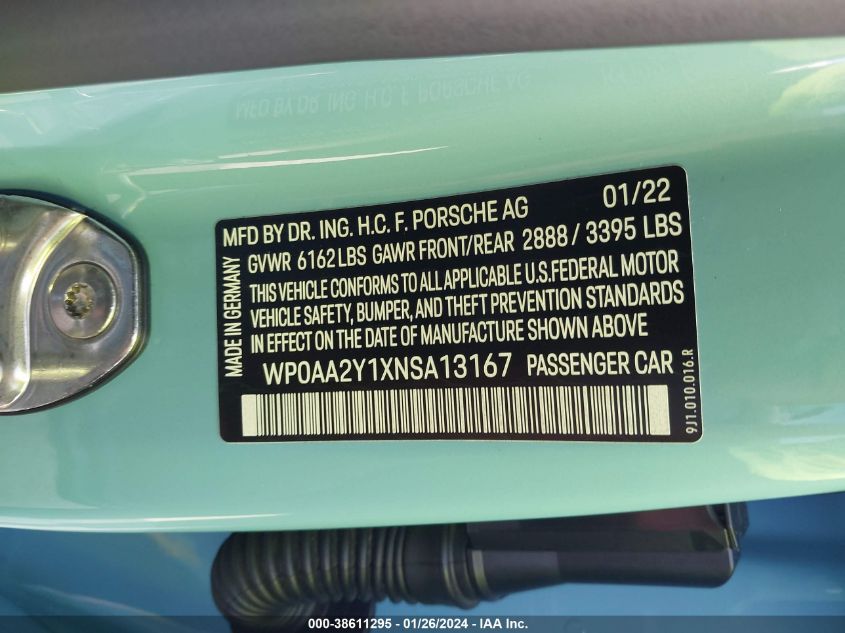 MFD BY DR. ING. H.C. F. PORSCHE AG 01/22
GVWR 6162 LBS GAWR FRONT/REAR 2888 / 3395 LBS
THIS VEHICLE CONFORMS TO ALL APPLICABLE U.S.FEDERAL MOTOR
VEHICLE SAFETY, BUMPER, AND THEFT PREVENTION STANDARDS
IN EFFECT ON THE DATE OF MANUFACTURE SHOWN ABOVE
WP0AA2Y1XNSA13167 PASSENGER CAR
MADE IN GERMANY
9J1.010.016.R
000-38611295 - 01/26/2024 - IAA Inc.